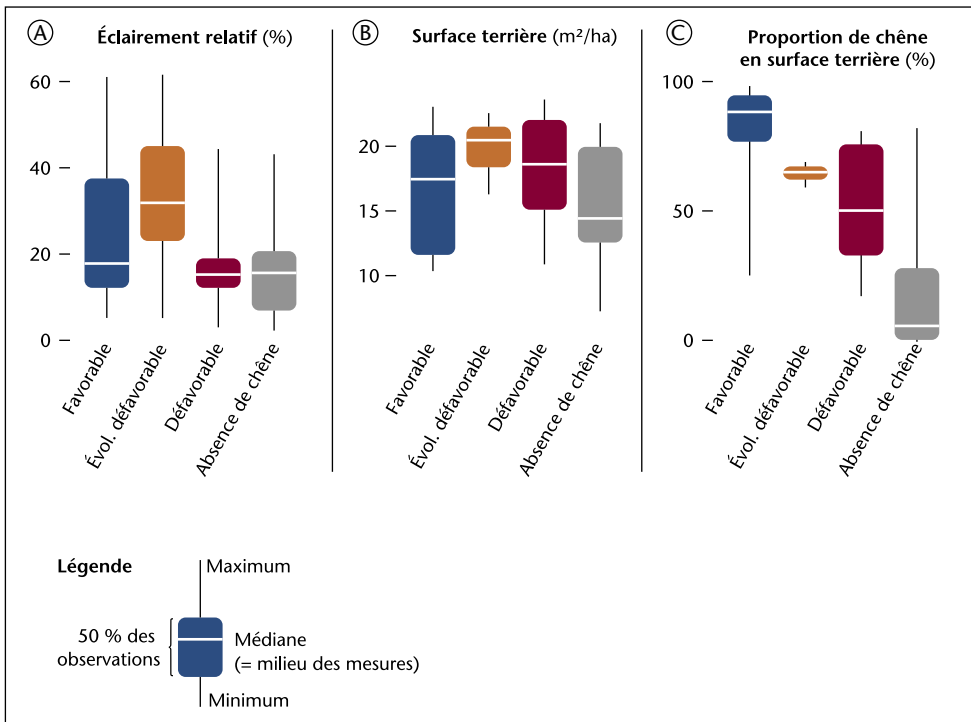 A Éclairement relatif (%)
60
40
20
0
Favorable
Évol. défavorable
Défavorable
Absence de chêne
B Surface terrière (m²/ha)
20
15
10
Favorable
Évol. défavorable
Défavorable
Absence de chêne
C Proportion de chêne
en surface terrière (%)
100
50
0
Favorable
Évol. défavorable
Défavorable
Absence de chêne
Légende
Maximum
50 % des
observations
Médiane
(= milieu des mesures)
Minimum